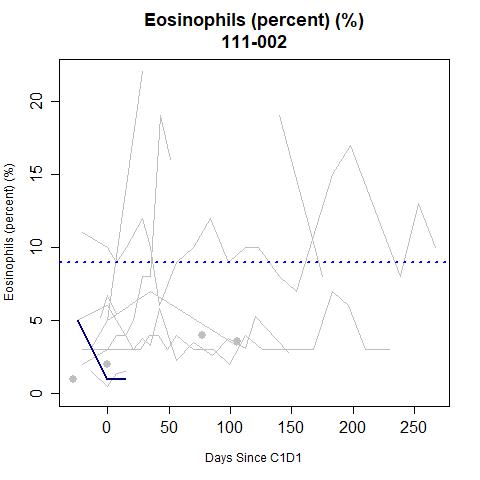 Eosinophils (percent) (%)
111-002
Eosinophils (percent) (%)
20
15
10
5
0
0 50 100 150 200 250
Days Since C1D1